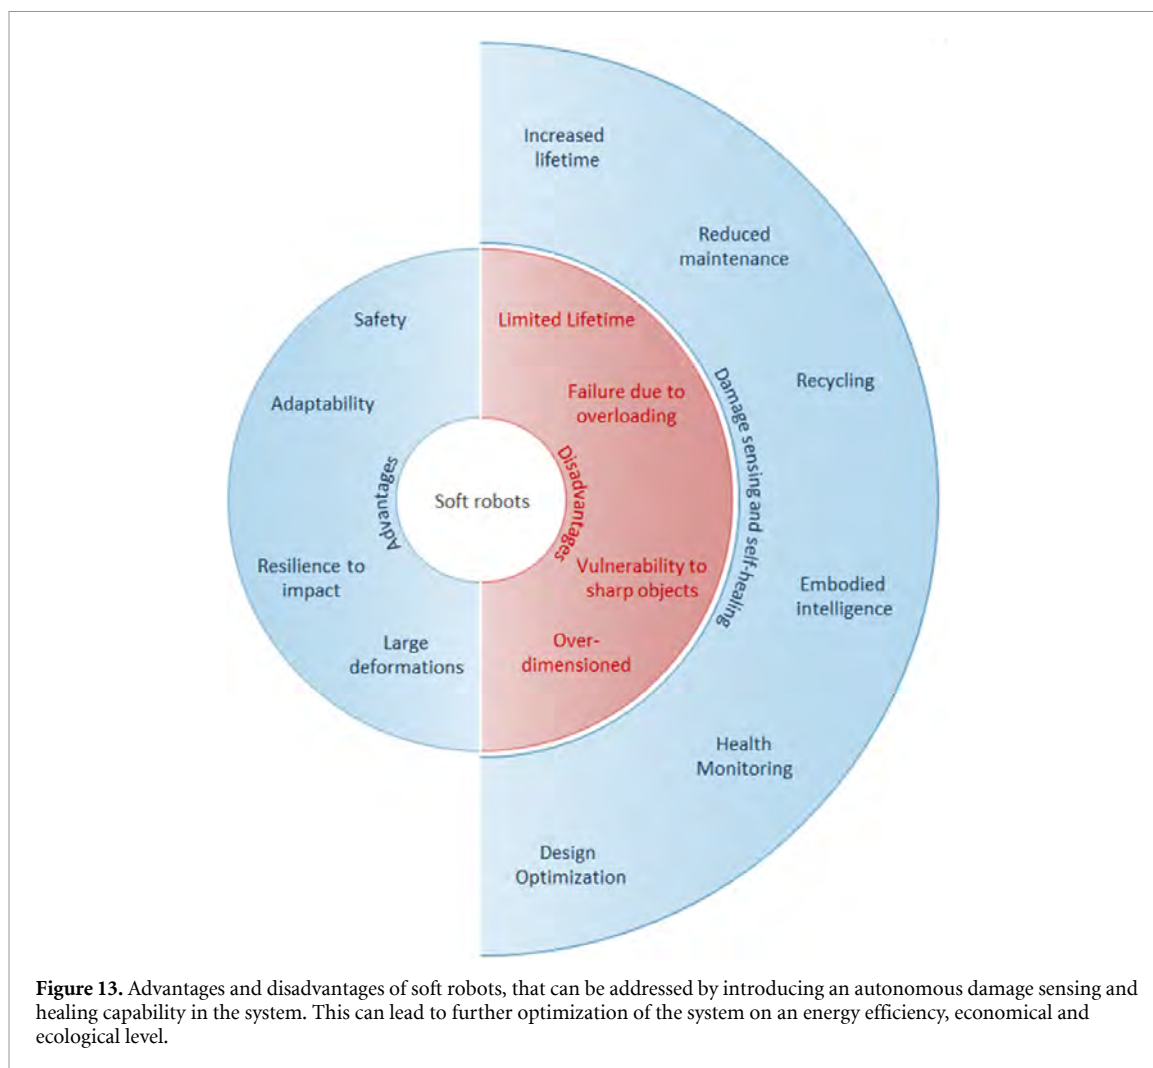 Increased
lifetime
Reduced
maintenance
Recycling
Embodied
intelligence
Health
Monitoring
Design
Optimization
Damage sensing and self-healing
Limited Lifetime
Failure due to
overloading
Disadvantages
Vulnerability to
sharp objects
Over-
dimensioned
Safety
Adaptability
Advantages
Resilience to
impact
Large
deformations
Soft robots
Figure 13. Advantages and disadvantages of soft robots, that can be addressed by introducing an autonomous damage sensing and
healing capability in the system. This can lead to further optimization of the system on an energy efficiency, economical and
ecological level.